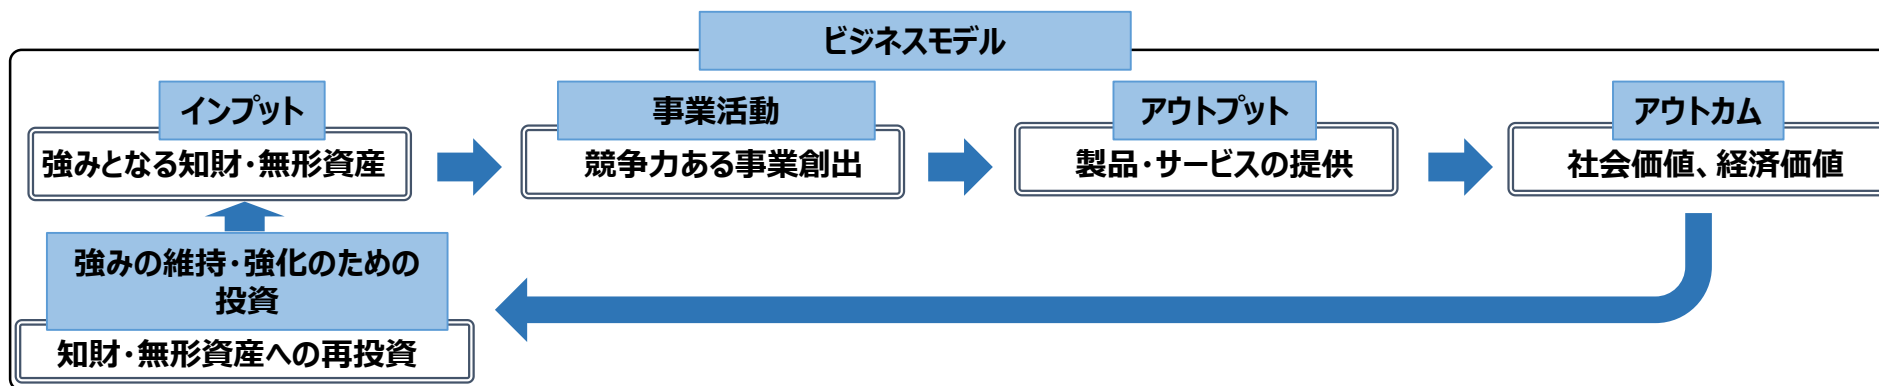 ビジネスモデル
インプット
強みとなる知財・無形資産
事業活動
競争力ある事業創出
アウトプット
製品・サービスの提供
アウトカム
社会価値、経済価値
強みの維持・強化のための
投資
知財・無形資産への再投資